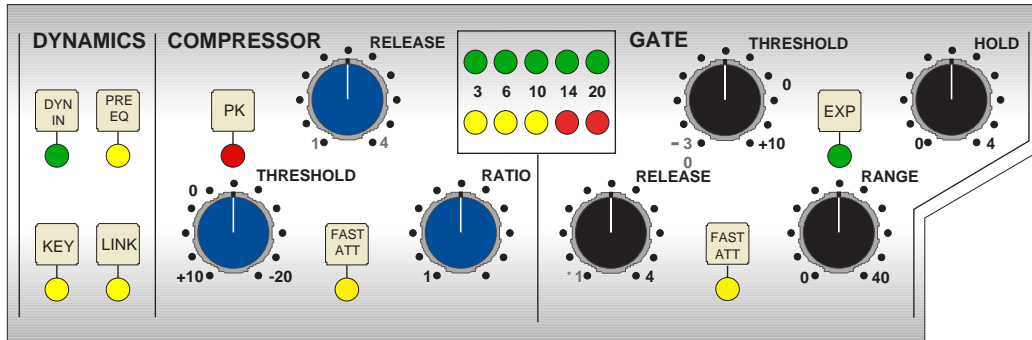 DYNAMICS
DYN
IN
PRE
EQ
KEY
LINK
COMPRESSOR
RELEASE
PK
1
4
THRESHOLD
0
+10
-20
FAST
ATT
RATIO
1
3 6 10 14 20
GATE
THRESHOLD
0
- 3
0
+10
EXP
HOLD
0
4
RELEASE
1
4
FAST
ATT
RANGE
0
40